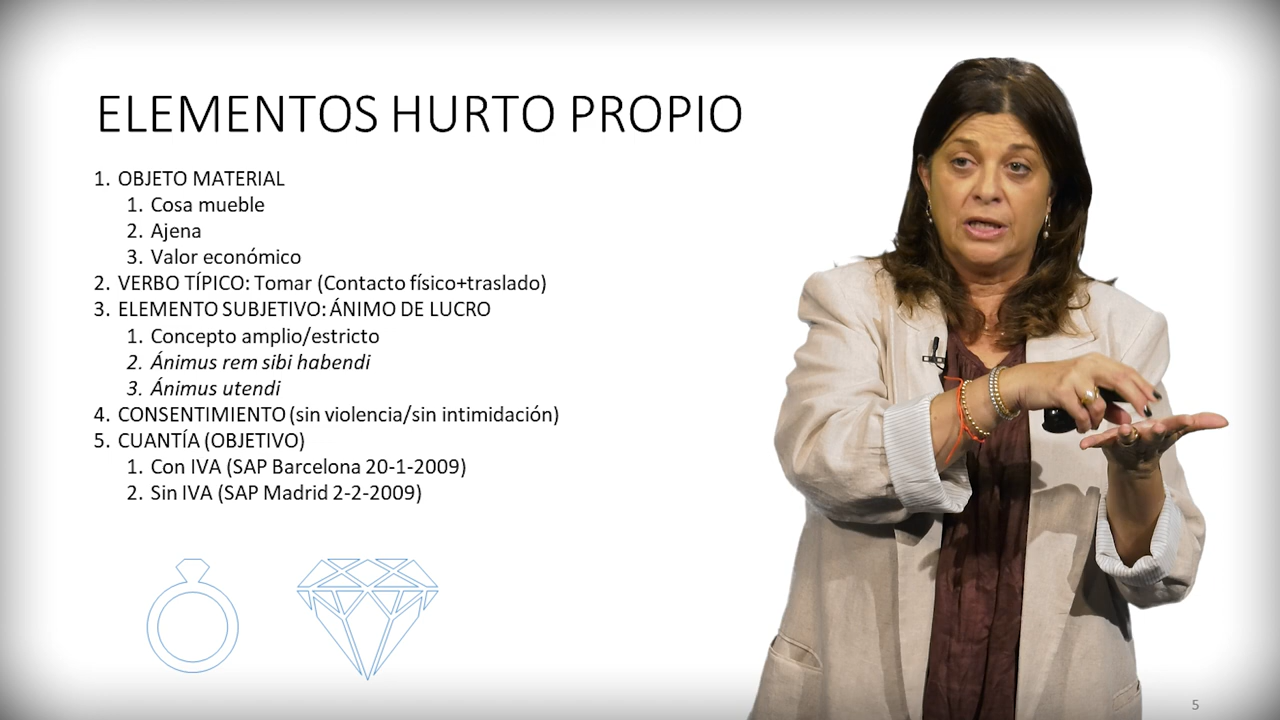 ELEMENTOS HURTO PROPIO
1. OBJETO MATERIAL
1. Cosa mueble
2. Ajena
3. Valor económico
2. VERBO TÍPICO: Tomar (Contacto físico+traslado)
3. ELEMENTO SUBJETIVO: ÁNIMO DE LUCRO
1. Concepto amplio/estricto
2. Ánimus rem sibi habendi
3. Ánimus utendi
4. CONSENTIMIENTO (sin violencia/sin intimidación)
5. CUANTÍA (OBJETIVO)
1. Con IVA (SAP Barcelona 20-1-2009)
2. Sin IVA (SAP Madrid 2-2-2009)
5